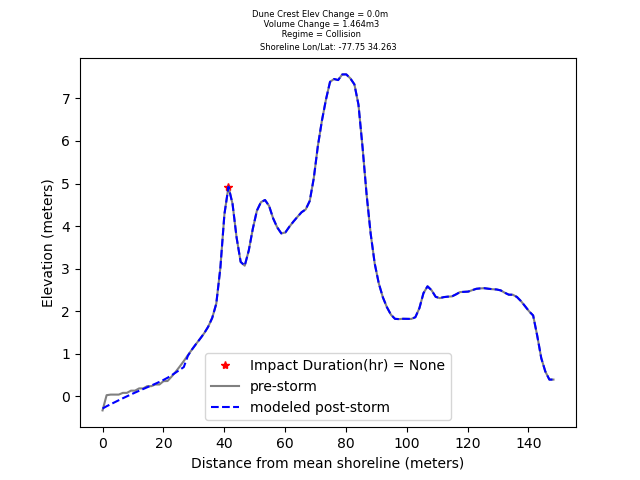 Dune Crest Elev Change = 0.0m
Volume Change = 1.464m3
Regime = Collision
Shoreline Lon/Lat: -77.75 34.263
7
6
5
4
3
2
1
0
Elevation (meters)
Impact Duration(hr) = None
pre-storm
modeled post-storm
0 20 40 60 80 100 120 140
Distance from mean shoreline (meters)